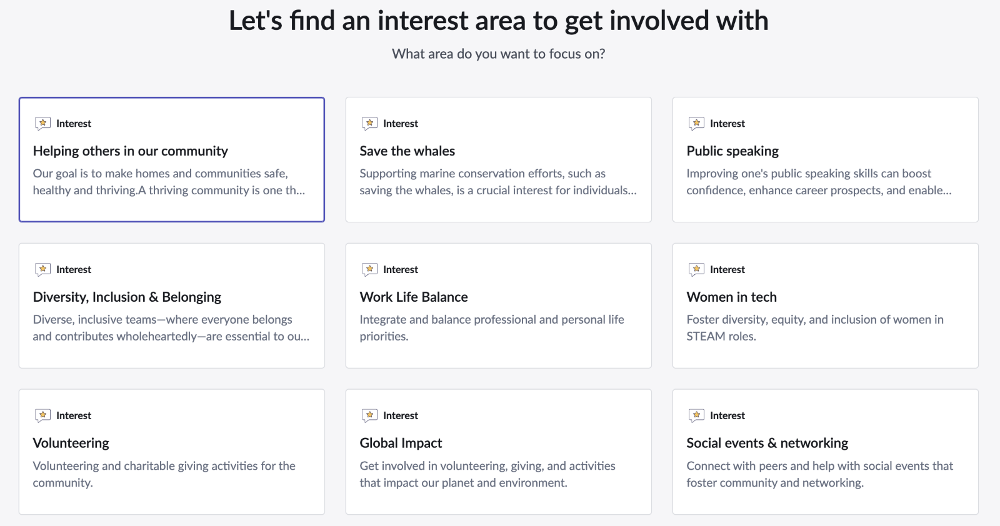 Let's find an interest area to get involved with
What area do you want to focus on?
Interest
Helping others in our community
Our goal is to make homes and communities safe,
healthy and thriving.A thriving community is one th...
Interest
Save the whales
Supporting marine conservation efforts, such as
saving the whales, is a crucial interest for individuals...
Interest
Public speaking
Improving one's public speaking skills can boost
confidence, enhance career prospects, and enable...
Interest
Diversity, Inclusion & Belonging
Diverse, inclusive teams—where everyone belongs
and contributes wholeheartedly—are essential to ou...
Interest
Work Life Balance
Integrate and balance professional and personal life
priorities.
Interest
Women in tech
Foster diversity, equity, and inclusion of women in
STEAM roles.
Interest
Volunteering
Volunteering and charitable giving activities for the
community.
Interest
Global Impact
Get involved in volunteering, giving, and activities
that impact our planet and environment.
Interest
Social events & networking
Connect with peers and help with social events that
foster community and networking.